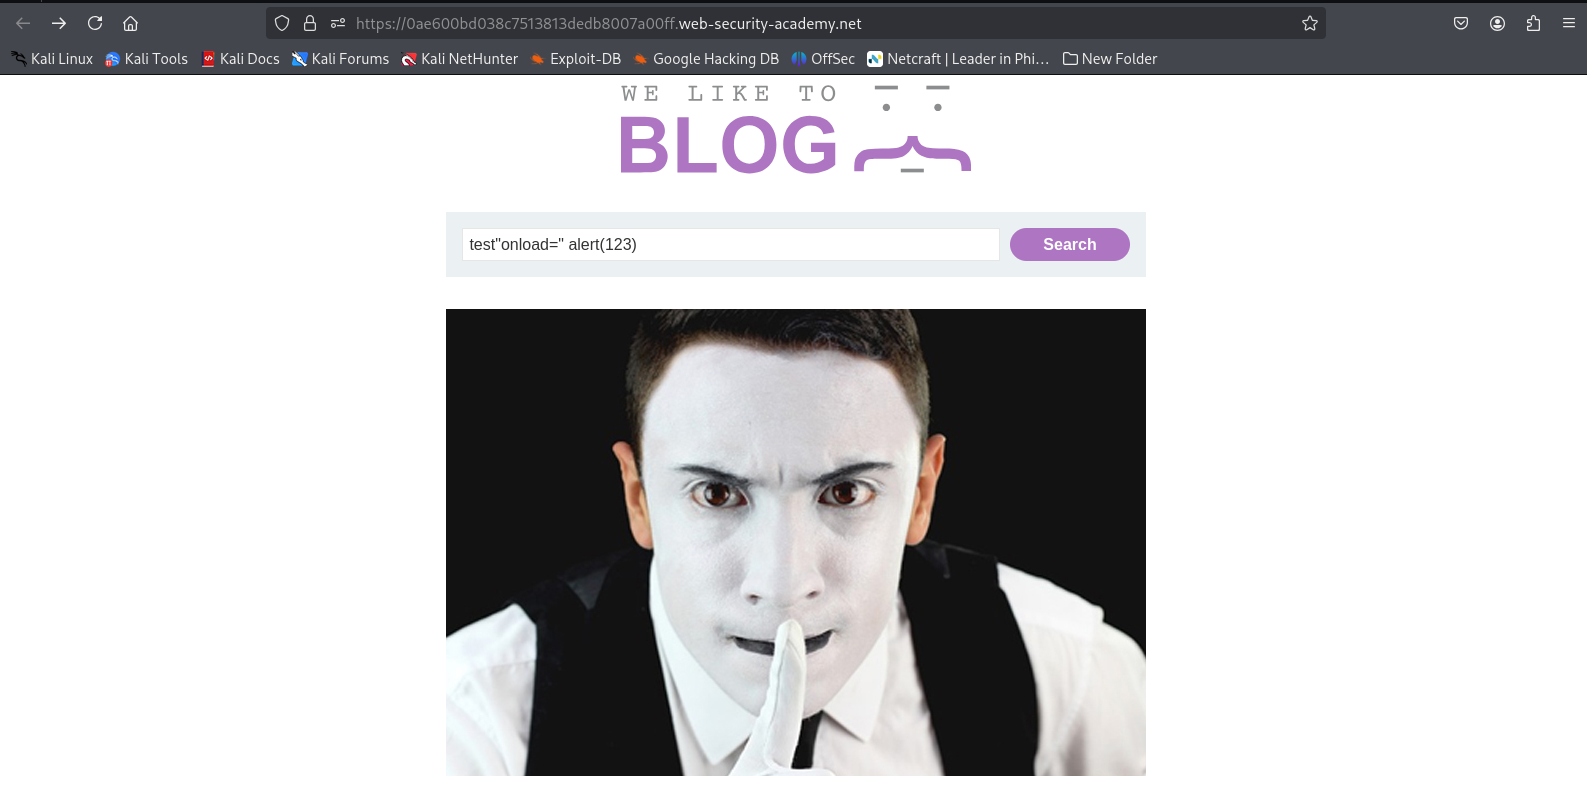 https://0ae600bd038c7513813dedb8007a00ff.web-security-academy.net
Kali Linux Kali Tools Kali Docs Kali Forums Kali NetHunter Exploit-DB Google Hacking DB OffSec Netcraft | Leader in Phi… New Folder
WE LIKE TO
BLOG
test"onload=" alert(123) Search